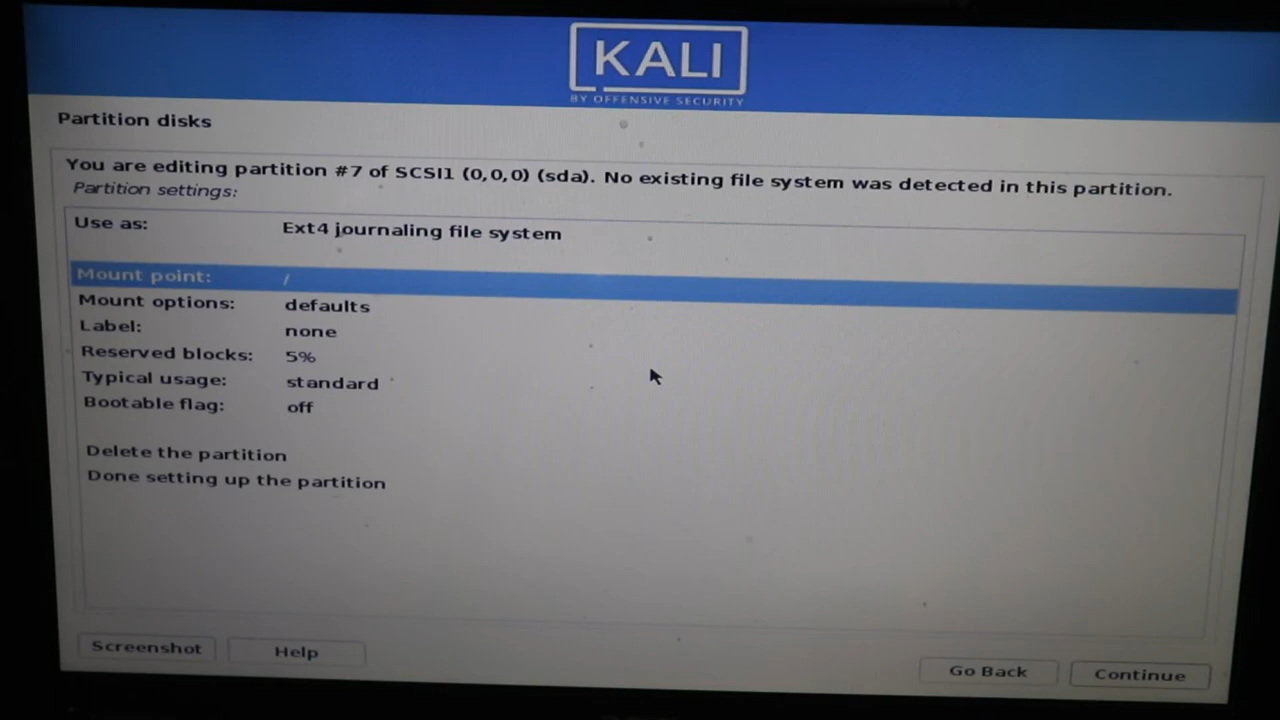 KALI
BY OFFENSIVE SECURITY
Partition disks
You are editing partition #7 of SCSI1 (0,0,0) (sda). No existing file system was detected in this partition.
Partition settings:
Use as: Ext4 journaling file system
Mount point: /
Mount options: defaults
Label: none
Reserved blocks: 5%
Typical usage: standard
Bootable flag: off
Delete the partition
Done setting up the partition
Screenshot Help Go Back Continue